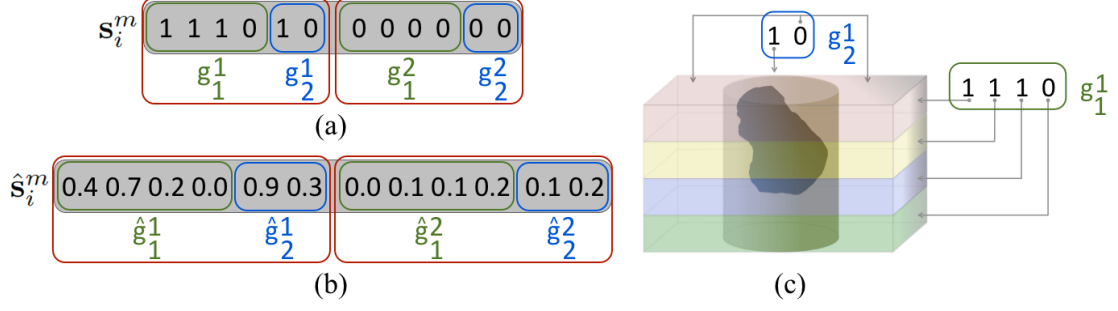 s_i^m 1 1 1 0 1 0 0 0 0 0 0 0
g_1^1 g_2^1 g_1^2 g_2^2
(a)
ŝ_i^m 0.4 0.7 0.2 0.0 0.9 0.3 0.0 0.1 0.1 0.2 0.1 0.2
ĝ_1^1 ĝ_2^1 ĝ_1^2 ĝ_2^2
(b)
1 0 g_2^1
1 1 1 0 g_1^1
(c)